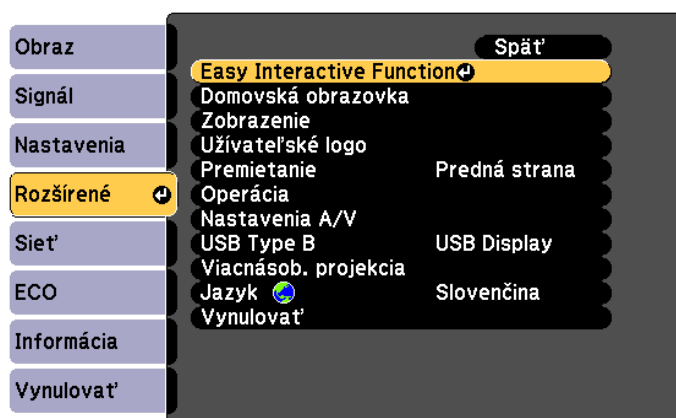 Obraz
Signál
Nastavenia
Rozšírené
Sieť
ECO
Informácia
Vynulovať
Späť
Easy Interactive Function
Domovská obrazovka
Zobrazenie
Užívateľské logo
Premietanie Predná strana
Operácia
Nastavenia A/V
USB Type B USB Display
Viacnásob. projekcia
Jazyk Slovenčina
Vynulovať